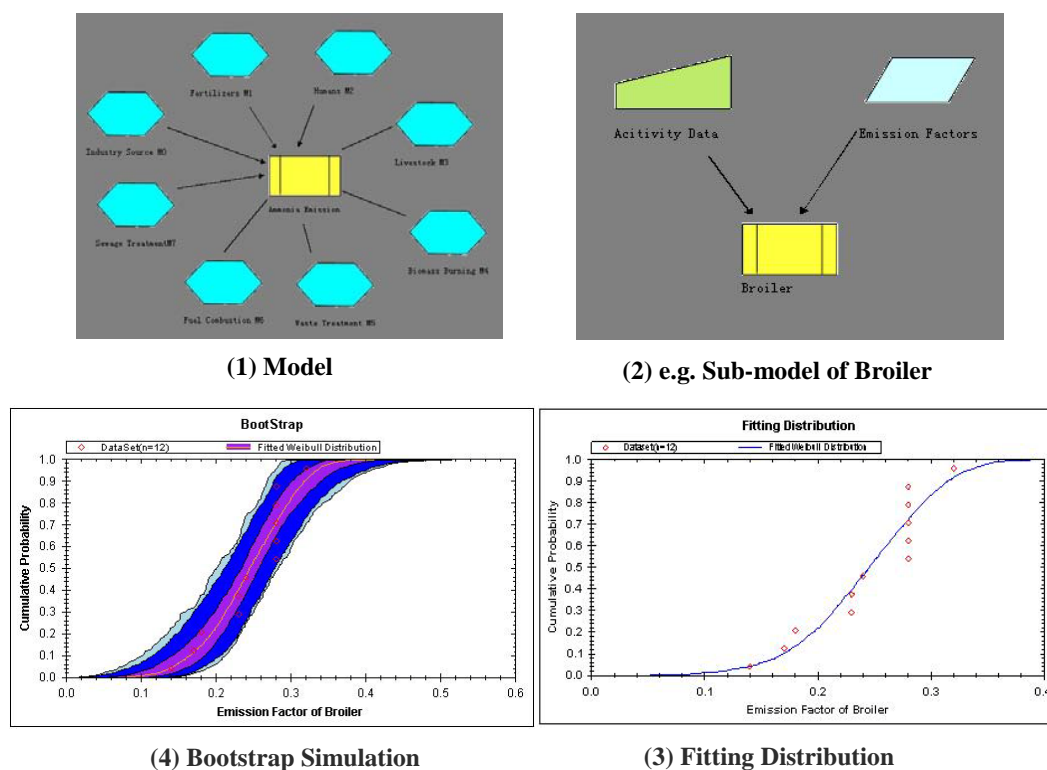 Fartilizars M1
Humans M2
Industry Source M0
Livestock M3
Ammonia Emission
Sewage TreatmentM7
Biomass Burning M4
Fual Combustion M6
Wasta Treatment M5
(1) Model
Acitivity Data
Emission Factors
Broiler
(2) e.g. Sub-model of Broiler
BootStrap
DataSet(n=12)
Fitted Weibull Distribution
Cumulative Probability
1.0
0.9
0.8
0.7
0.6
0.5
0.4
0.3
0.2
0.1
0.0
0.0 0.1 0.2 0.3 0.4 0.5 0.6
Emission Factor of Broiler
(4) Bootstrap Simulation
Fitting Distribution
Dataset(n=12)
Fitted Weibull Distribution
Cumulative Probability
1.0
0.9
0.8
0.7
0.6
0.5
0.4
0.3
0.2
0.1
0.0
0.0 0.1 0.2 0.3 0.4
Emission Factor of Broiler
(3) Fitting Distribution